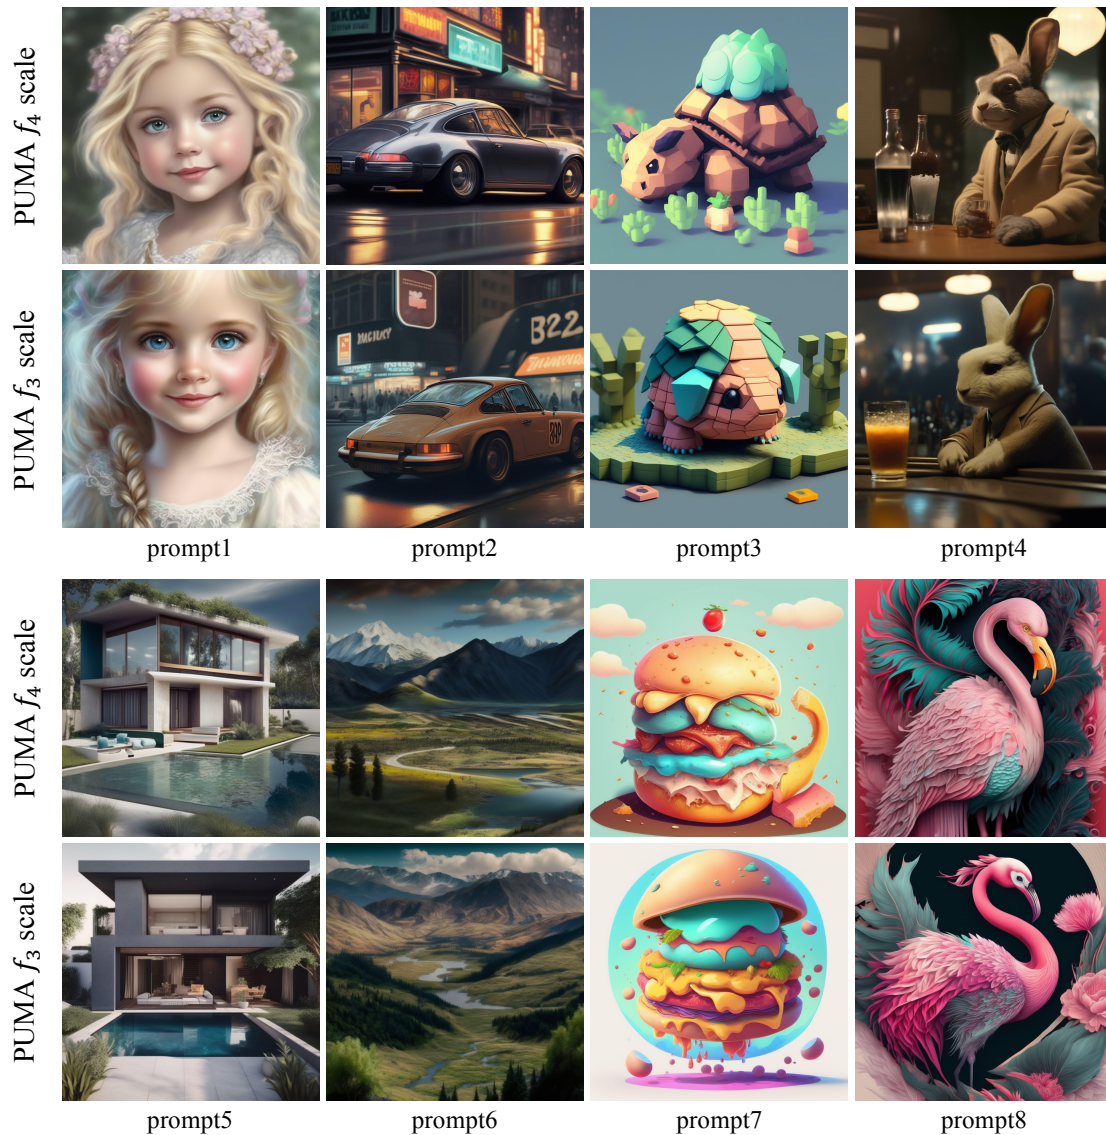 PUMA f₄ scale
B22
PUMA f₃ scale
prompt1 prompt2 prompt3 prompt4
PUMA f₄ scale
PUMA f₃ scale
prompt5 prompt6 prompt7 prompt8